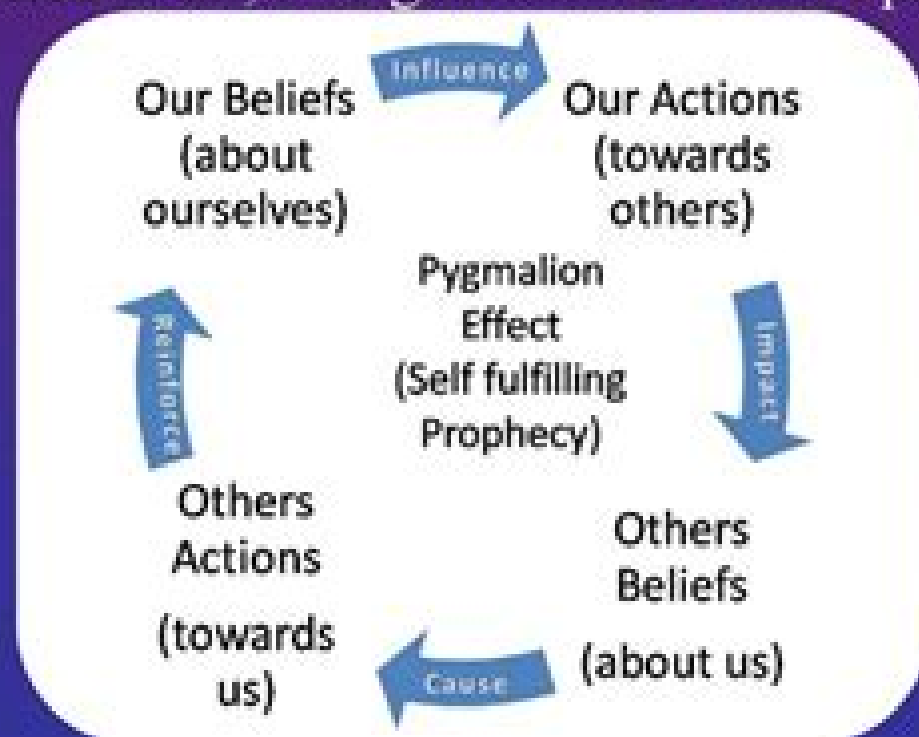 Influence
Our Beliefs
(about
ourselves)
Our Actions
(towards
others)
Pygmalion
Effect
(Self fulfilling
Prophecy)
Impact
Reinforce
Others
Actions
(towards
us)
Others
Beliefs
(about us)
Cause